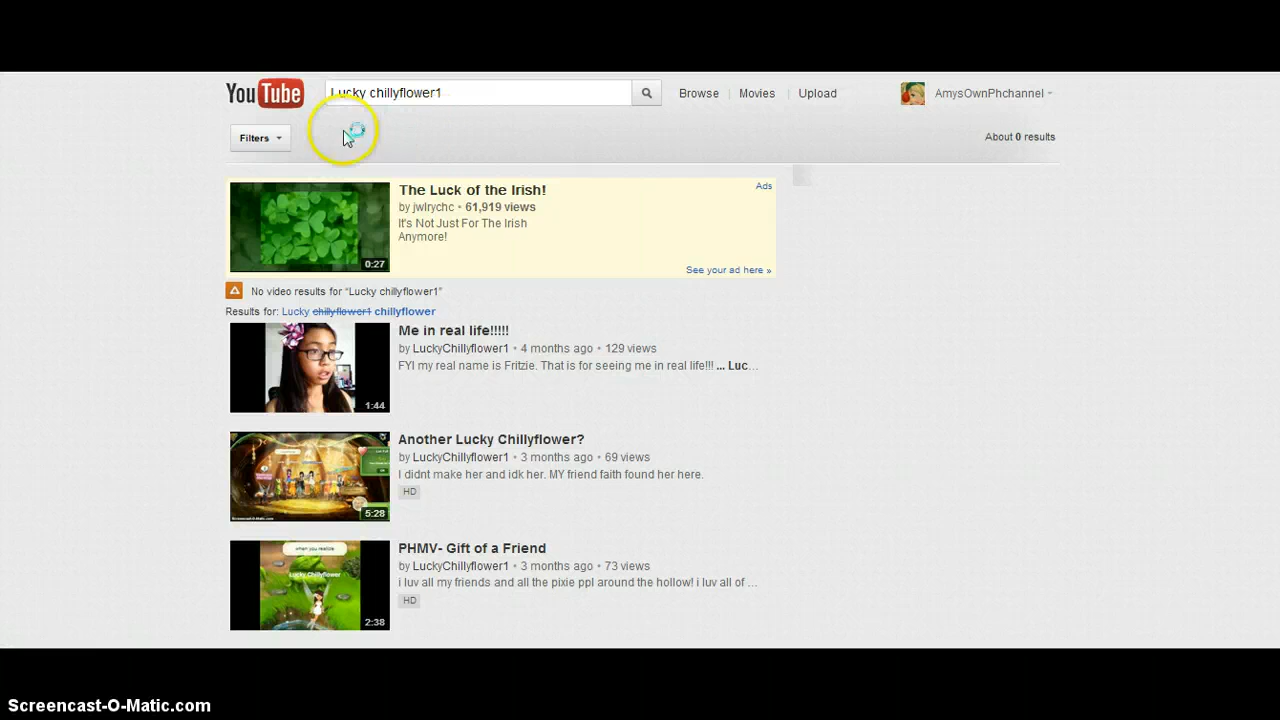 YouTube
Lucky chillyflower1
Browse
Movies
Upload
AmysOwnPhchannel
Filters
About 0 results
The Luck of the Irish!
Ads
by jwlrychc • 61,919 views
It's Not Just For The Irish
Anymore!
0:27
See your ad here »
No video results for “Lucky chillyflower1”
Results for: Lucky chillyflower1 chillyflower
Me in real life!!!!!
by LuckyChillyflower1 • 4 months ago • 129 views
FYI my real name is Fritzie. That is for seeing me in real life!!! ... Luc...
1:44
Another Lucky Chillyflower?
by LuckyChillyflower1 • 3 months ago • 69 views
I didnt make her and idk her. MY friend faith found her here.
HD
5:28
PHMV- Gift of a Friend
when you realize
by LuckyChillyflower1 • 3 months ago • 73 views
Lucky Chillyflower
i luv all my friends and all the pixie ppl around the hollow! i luv all of ...
HD
2:38
Screencast-O-Matic.com